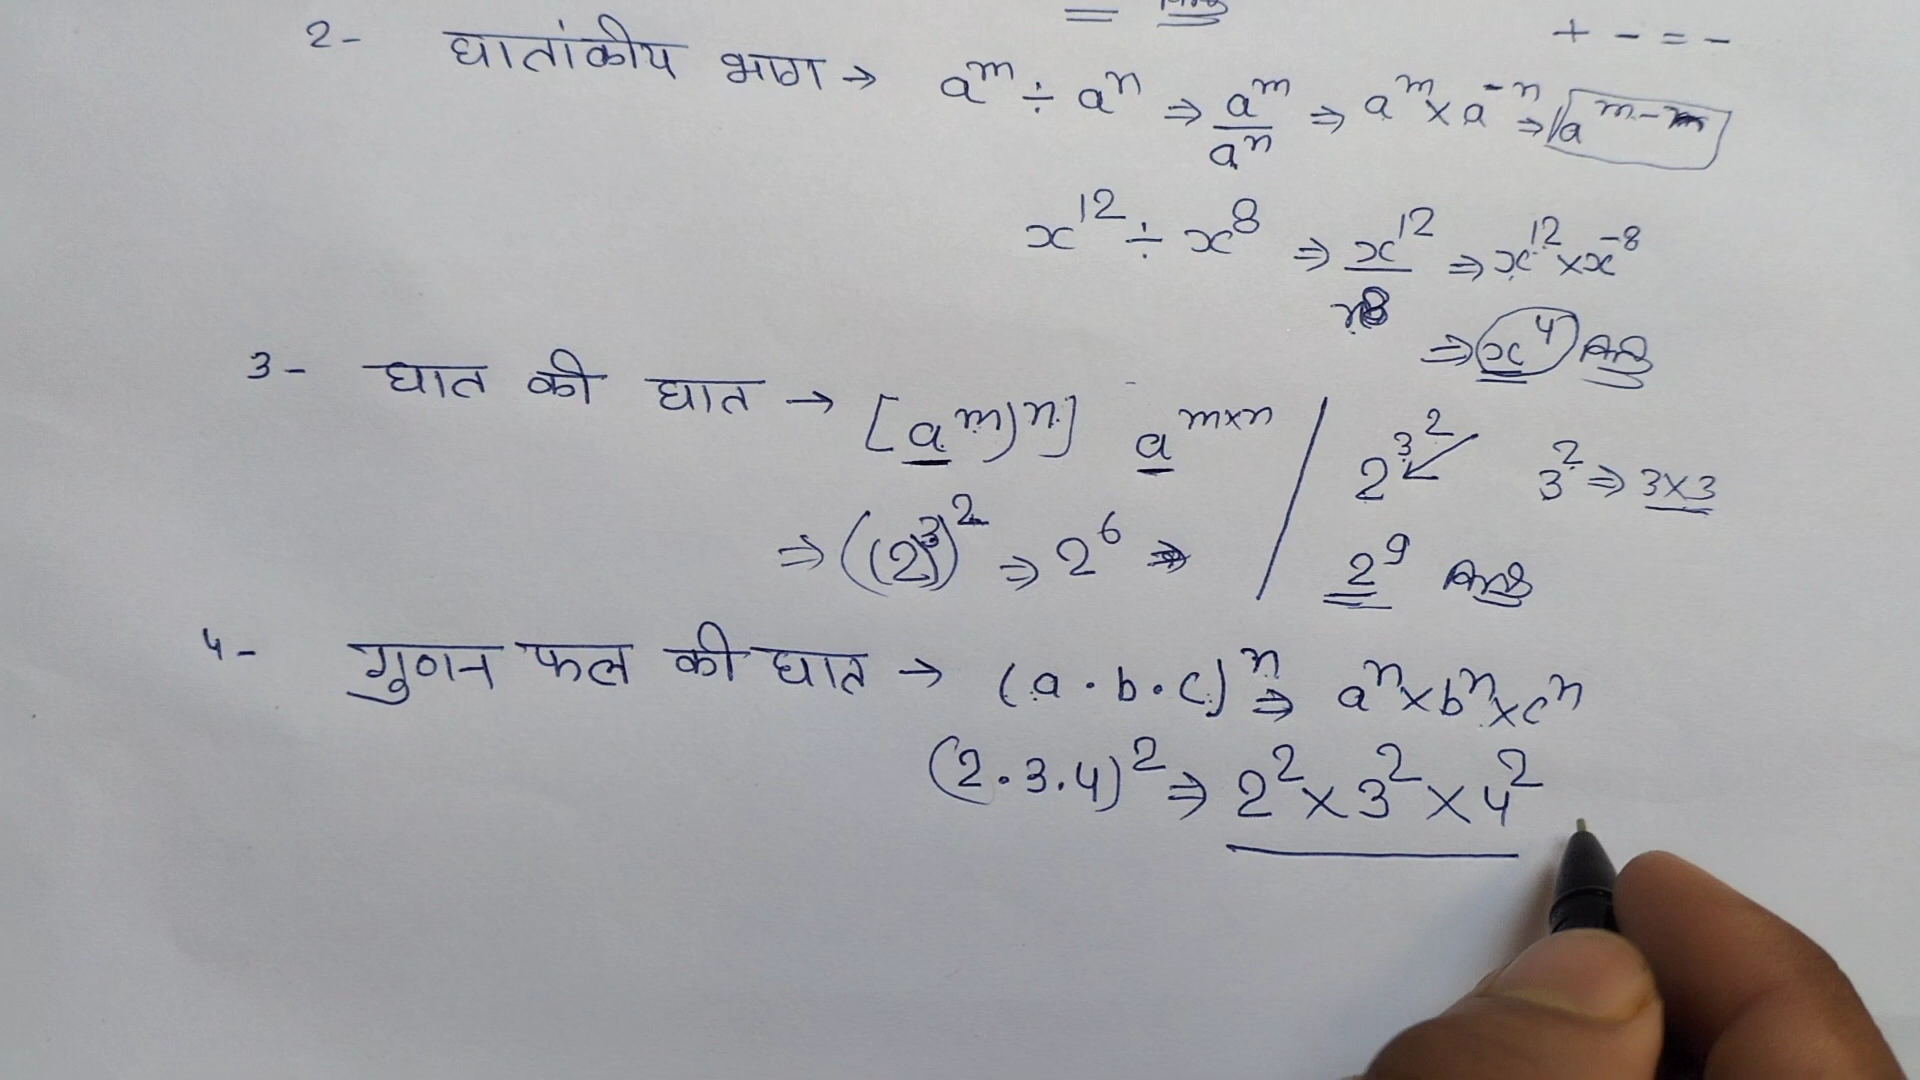 = Ans
+ - = -
2- घातांकीय भाग → a^m ÷ a^n ⇒ a^m/a^n ⇒ a^m × a^-n ⇒ a^m-n
x^12 ÷ x^8 ⇒ x^12/x^8 ⇒ x^12 × x^-8
⇒ x^4 Ans
3- घात की घात → [a^m)^n] a^m×n / 2^3^2 3^2 ⇒ 3×3
⇒ ((2)^3)^2 ⇒ 2^6 ⇒ 2^9 Ans
4- गुणन फल की घात → (a·b·c)^n ⇒ a^n × b^n × c^n
(2·3·4)^2 ⇒ 2^2 × 3^2 × 4^2